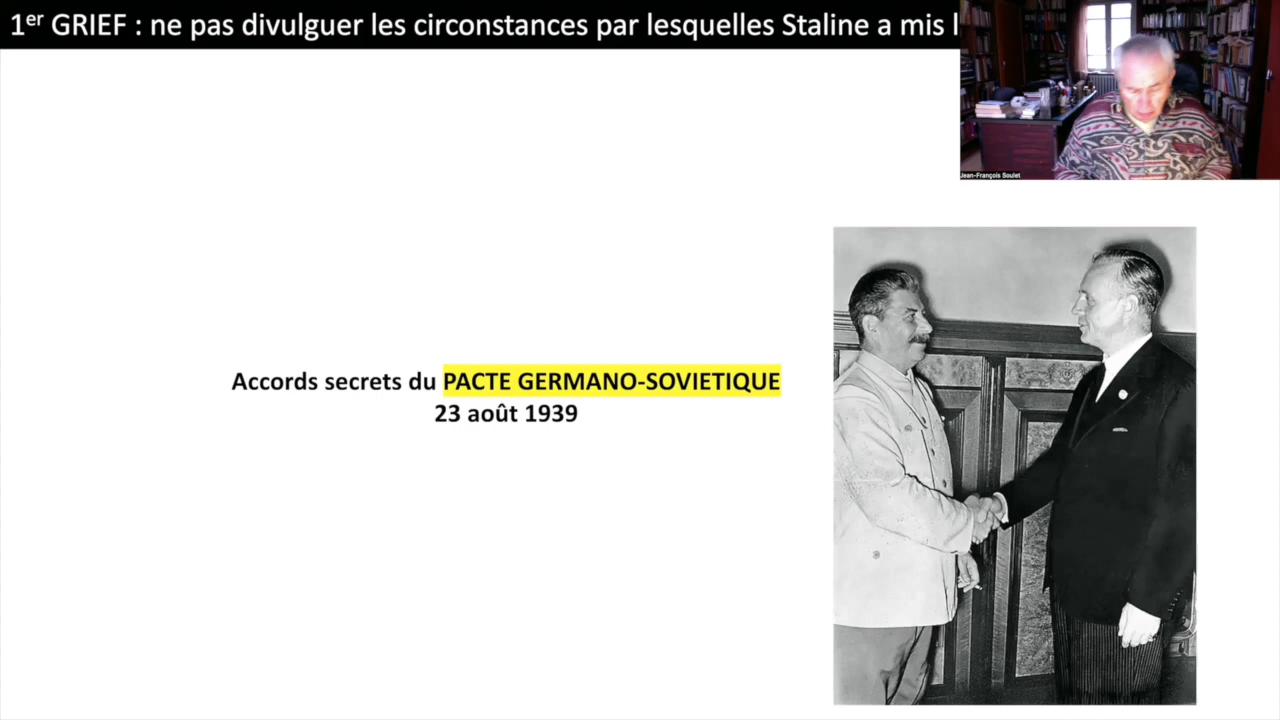 1er GRIEF : ne pas divulguer les circonstances par lesquelles Staline a mis l
Jean-François Soulet
Accords secrets du PACTE GERMANO-SOVIETIQUE
23 août 1939